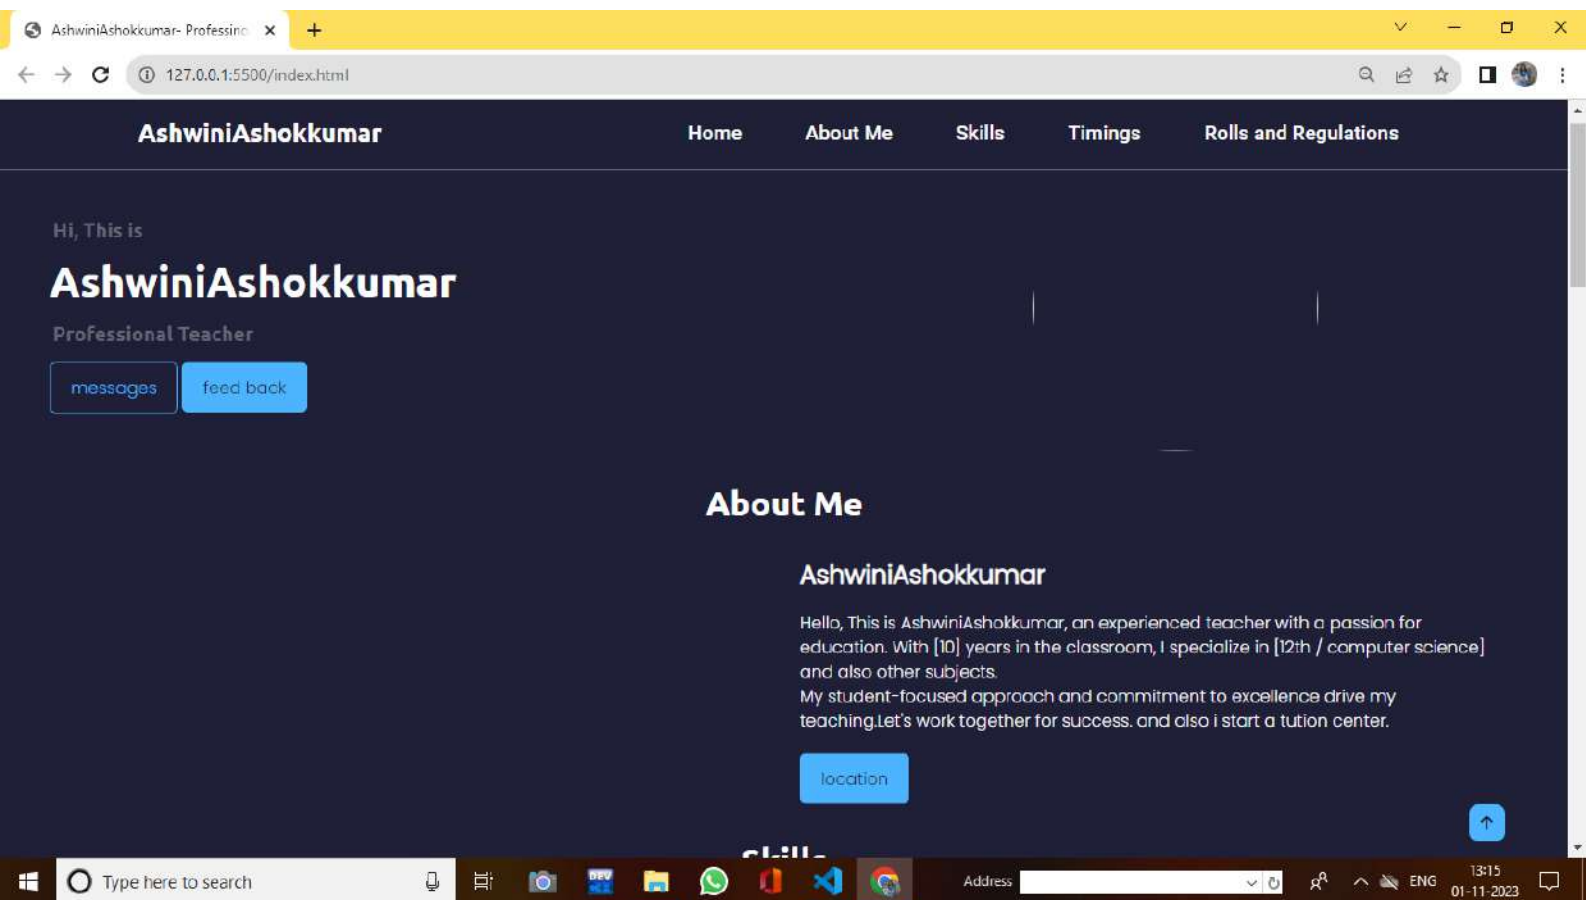 AshwiniAshokkumar- Professino
127.0.0.1:5500/index.html
AshwiniAshokkumar
Home About Me Skills Timings Rolls and Regulations
Hi, This is
AshwiniAshokkumar
Professional Teacher
messages feed back
About Me
AshwiniAshokkumar
Hello, This is AshwiniAshokkumar, an experienced teacher with a passion for
education. With [10] years in the classroom, I specialize in [12th / computer science]
and also other subjects.
My student-focused approach and commitment to excellence drive my
teaching.Let's work together for success. and also i start a tution center.
location
Skills
Type here to search
DEV
Address
ENG
13:15
01-11-2023